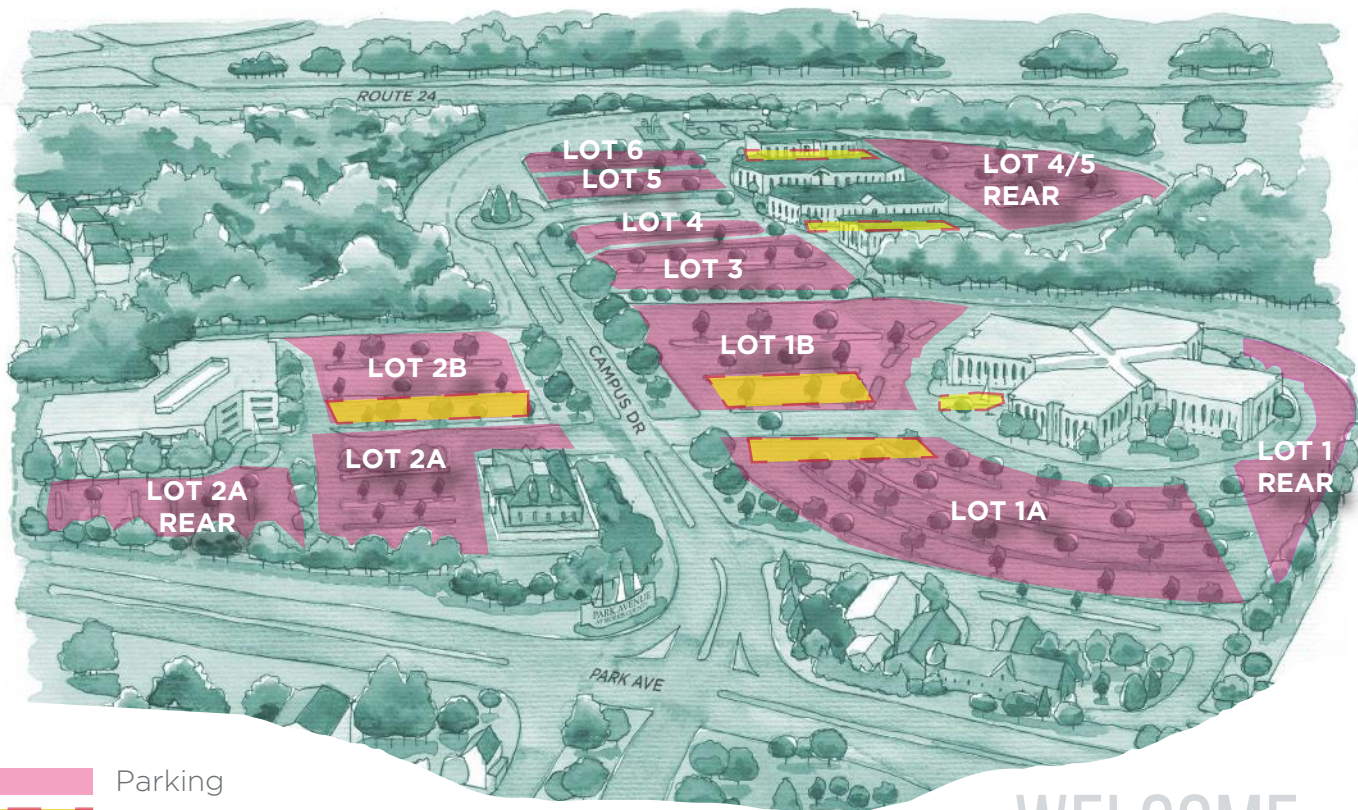 ROUTE 24
LOT 6
LOT 5
LOT 4/5
REAR
LOT 4
LOT 3
LOT 1B
LOT 2B
CAMPUS DR
LOT 2A
LOT 1
REAR
LOT 2A
REAR
LOT 1A
PARK AVENUE
PARK AVE
Parking
WELCOME